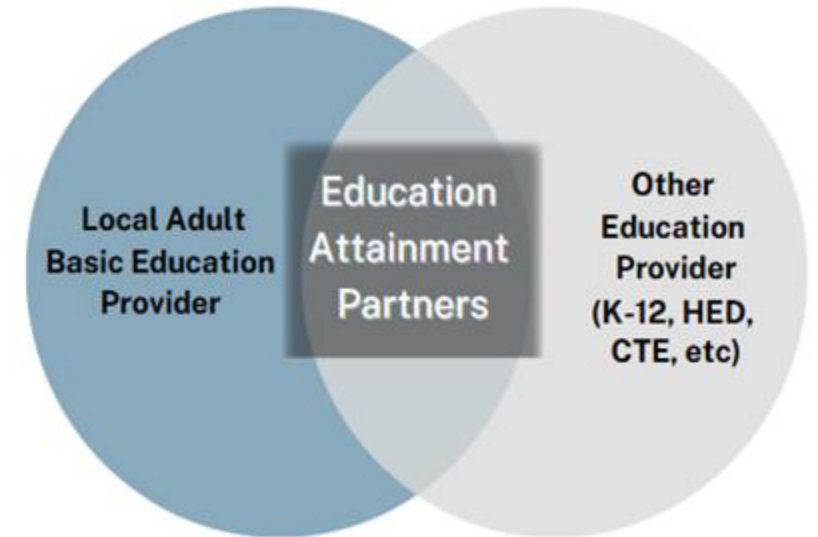 Local Adult
Basic Education
Provider
Education
Attainment
Partners
Other
Education
Provider
(K-12, HED,
CTE, etc)